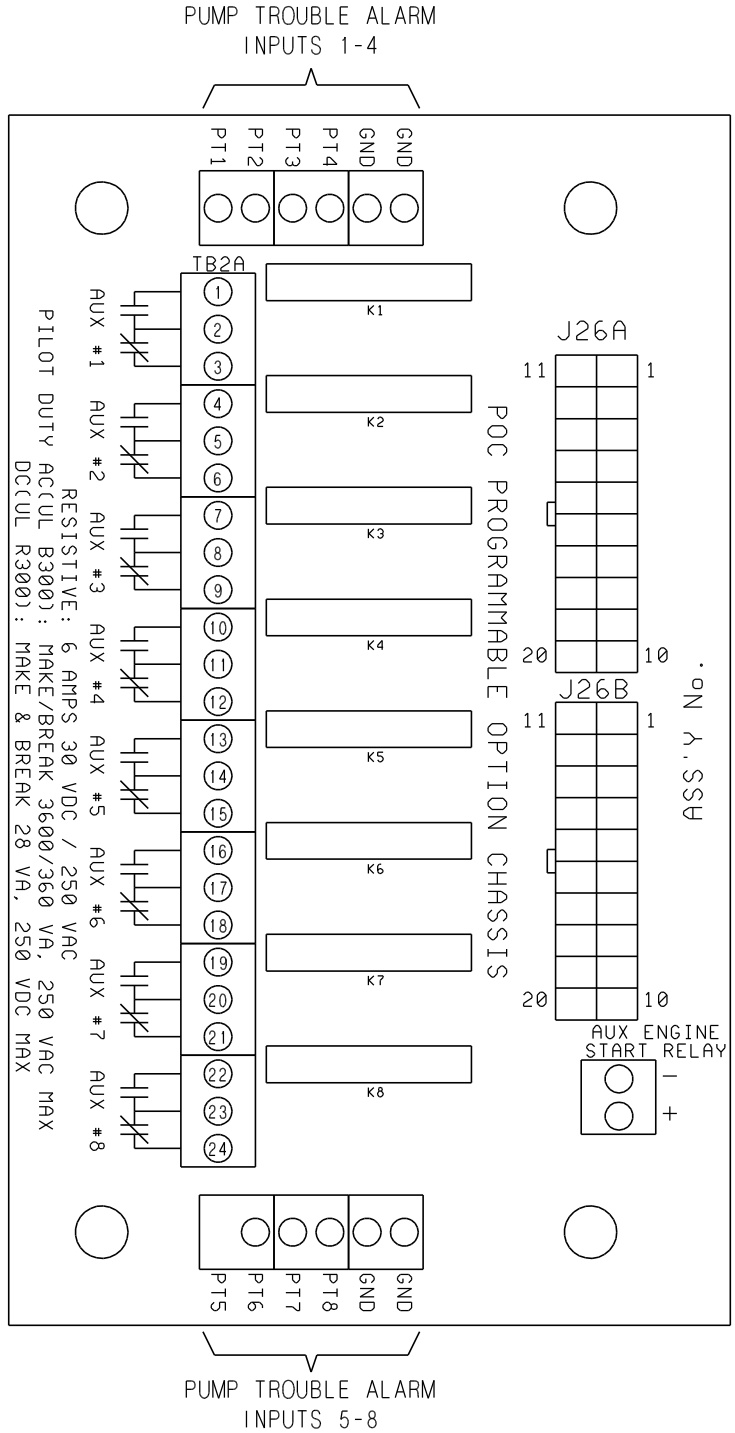 PUMP TROUBLE ALARM
INPUTS 1-4
PT1
PT2
PT3
PT4
GND
GND
TB2A
1
2
3
4
5
6
7
8
9
10
11
12
13
14
15
16
17
18
19
20
21
22
23
24
AUX #1
AUX #2
AUX #3
AUX #4
AUX #5
AUX #6
AUX #7
AUX #8
RESISTIVE: 6 AMPS 30 VDC / 250 VAC
PILOT DUTY AC(UL B300): MAKE/BREAK 3600/360 VA, 250 VAC MAX
DC(UL R300): MAKE & BREAK 28 VA, 250 VDC MAX
K1
K2
K3
K4
K5
K6
K7
K8
POC PROGRAMMABLE OPTION CHASSIS
J26A
11 1
20 10
J26B
11 1
20 10
ASS'Y No.
AUX ENGINE
START RELAY
-
+
PT5
PT6
PT7
PT8
GND
GND
PUMP TROUBLE ALARM
INPUTS 5-8